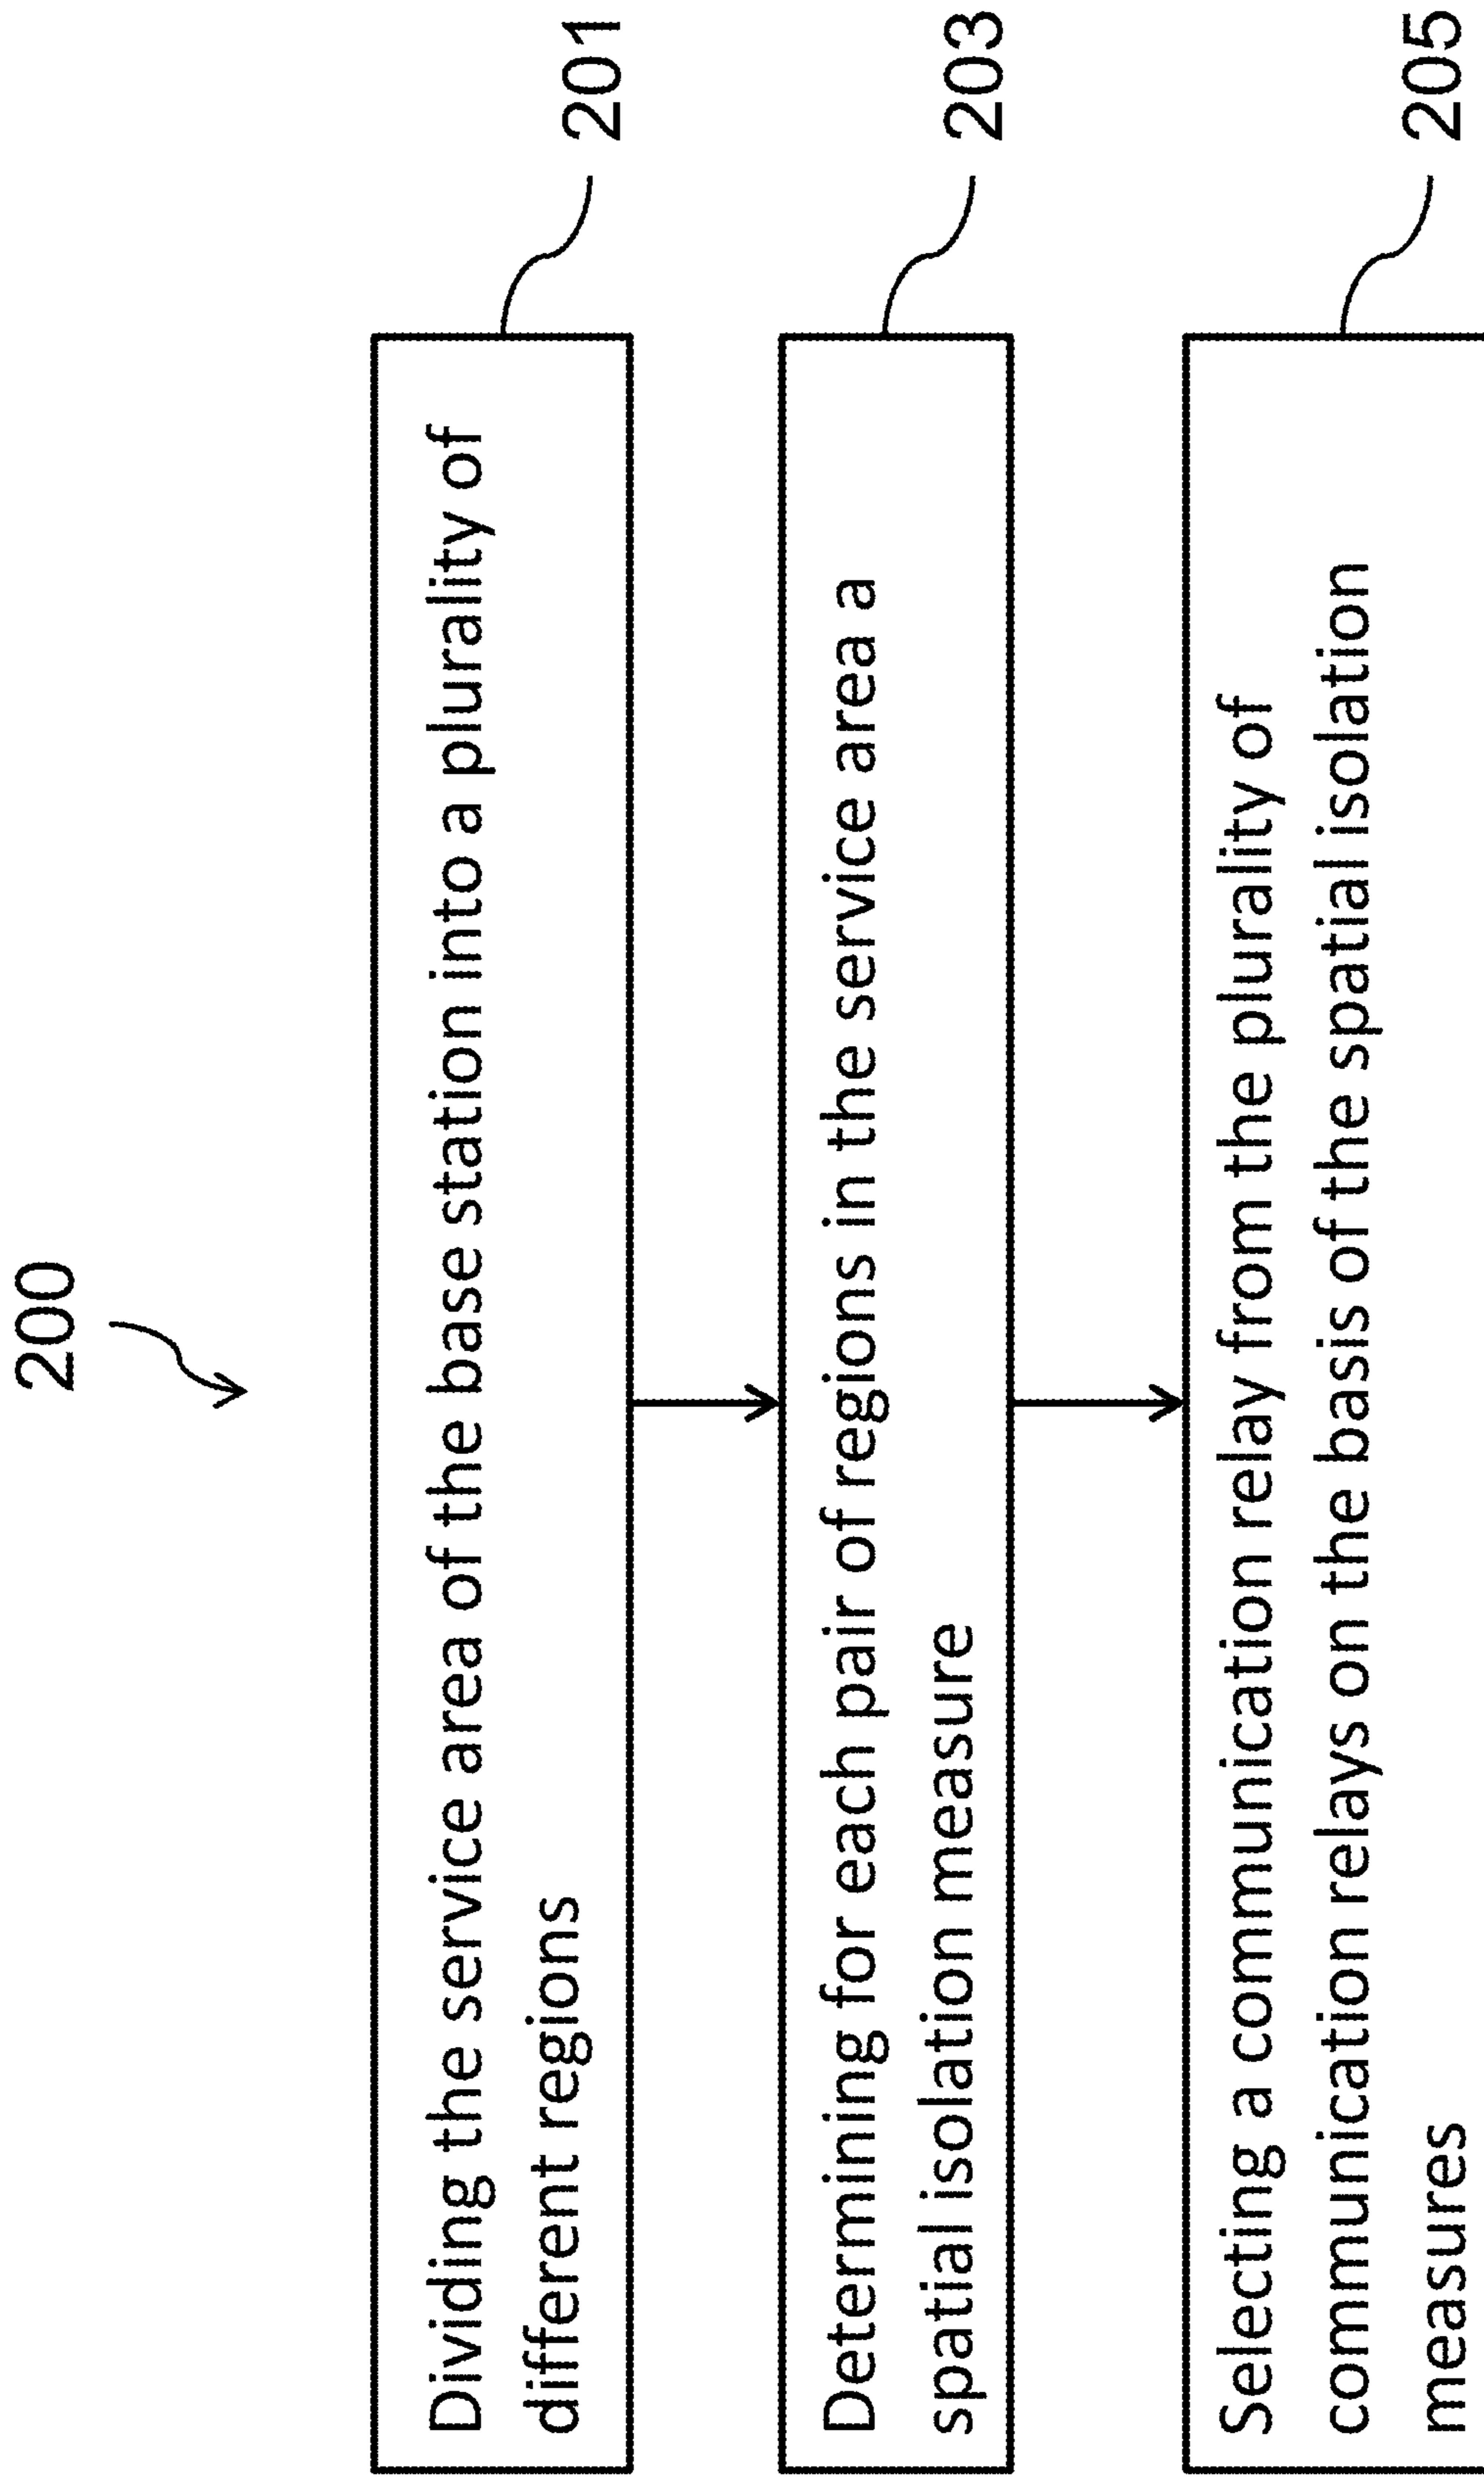 200
Dividing the service area of the base station into a plurality of
different regions
201
Determining for each pair of regions in the service area a
spatial isolation measure
203
Selecting a communication relay from the plurality of
communication relays on the basis of the spatial isolation
measures
205